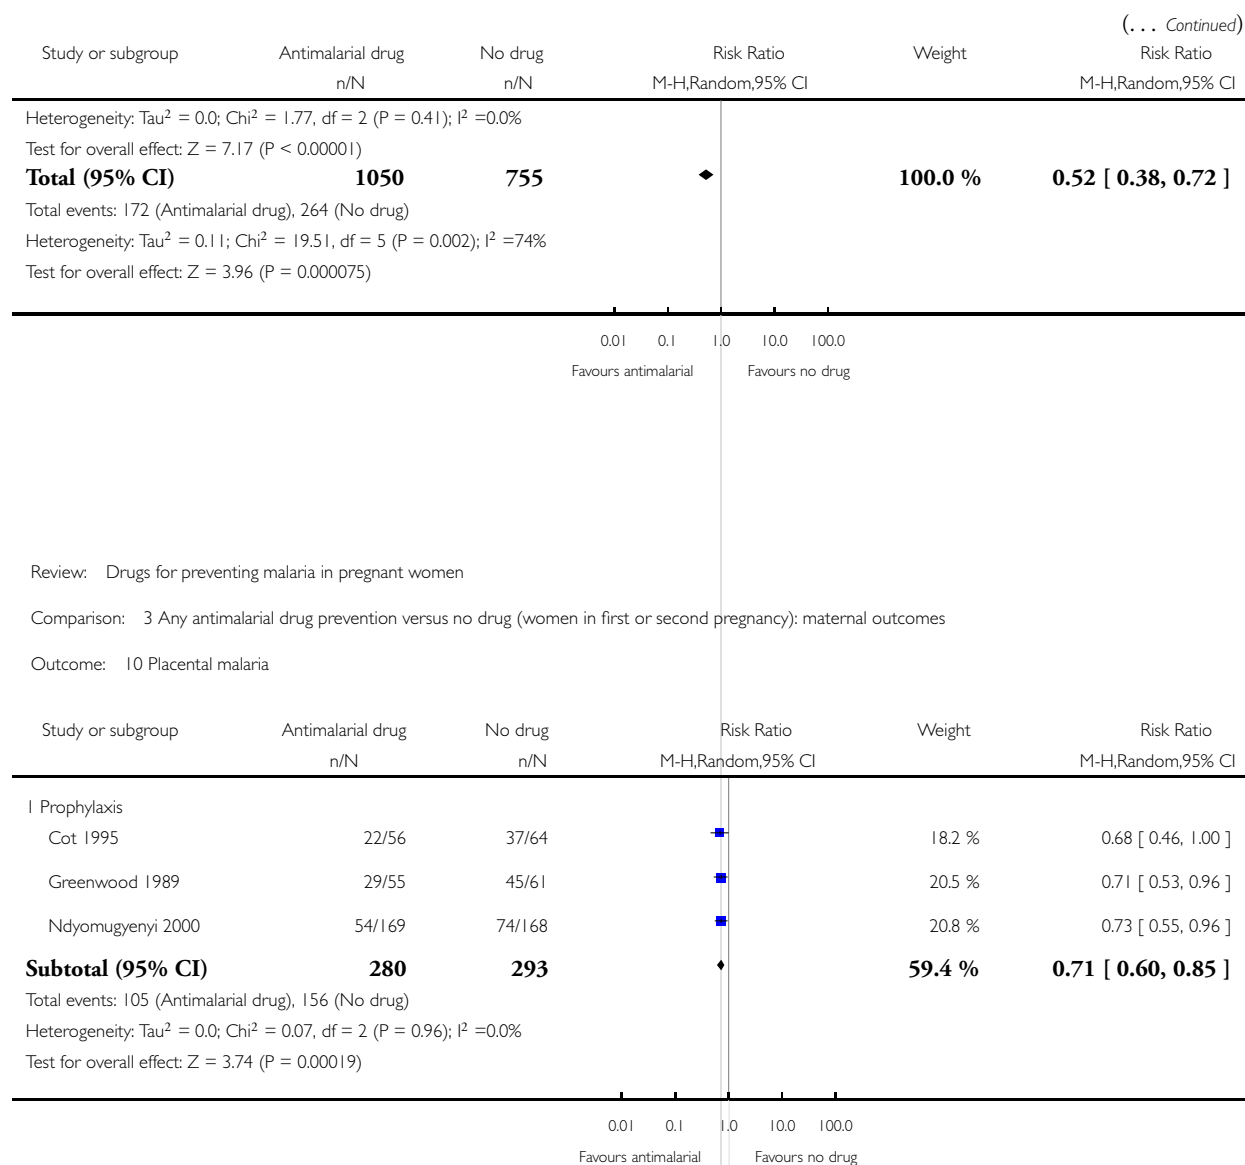 (... Continued)
Study or subgroup Antimalarial drug No drug Risk Ratio Weight Risk Ratio
n/N n/N M-H,Random,95% CI M-H,Random,95% CI
Heterogeneity: Tau² = 0.0; Chi² = 1.77, df = 2 (P = 0.41); I² =0.0%
Test for overall effect: Z = 7.17 (P < 0.00001)
Total (95% CI) 1050 755 100.0 % 0.52 [ 0.38, 0.72 ]
Total events: 172 (Antimalarial drug), 264 (No drug)
Heterogeneity: Tau² = 0.11; Chi² = 19.51, df = 5 (P = 0.002); I² =74%
Test for overall effect: Z = 3.96 (P = 0.000075)
0.01 0.1 1.0 10.0 100.0
Favours antimalarial Favours no drug
Review: Drugs for preventing malaria in pregnant women
Comparison: 3 Any antimalarial drug prevention versus no drug (women in first or second pregnancy): maternal outcomes
Outcome: 10 Placental malaria
Study or subgroup Antimalarial drug No drug Risk Ratio Weight Risk Ratio
n/N n/N M-H,Random,95% CI M-H,Random,95% CI
1 Prophylaxis
Cot 1995 22/56 37/64 18.2 % 0.68 [ 0.46, 1.00 ]
Greenwood 1989 29/55 45/61 20.5 % 0.71 [ 0.53, 0.96 ]
Ndyomugyenyi 2000 54/169 74/168 20.8 % 0.73 [ 0.55, 0.96 ]
Subtotal (95% CI) 280 293 59.4 % 0.71 [ 0.60, 0.85 ]
Total events: 105 (Antimalarial drug), 156 (No drug)
Heterogeneity: Tau² = 0.0; Chi² = 0.07, df = 2 (P = 0.96); I² =0.0%
Test for overall effect: Z = 3.74 (P = 0.00019)
0.01 0.1 1.0 10.0 100.0
Favours antimalarial Favours no drug